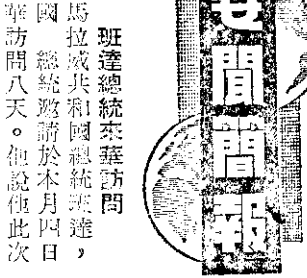 聞簡報
班達總統來華訪問
馬拉威共和國總統班達，
國　總統邀請於本月四日
華訪問八天。他說他此次